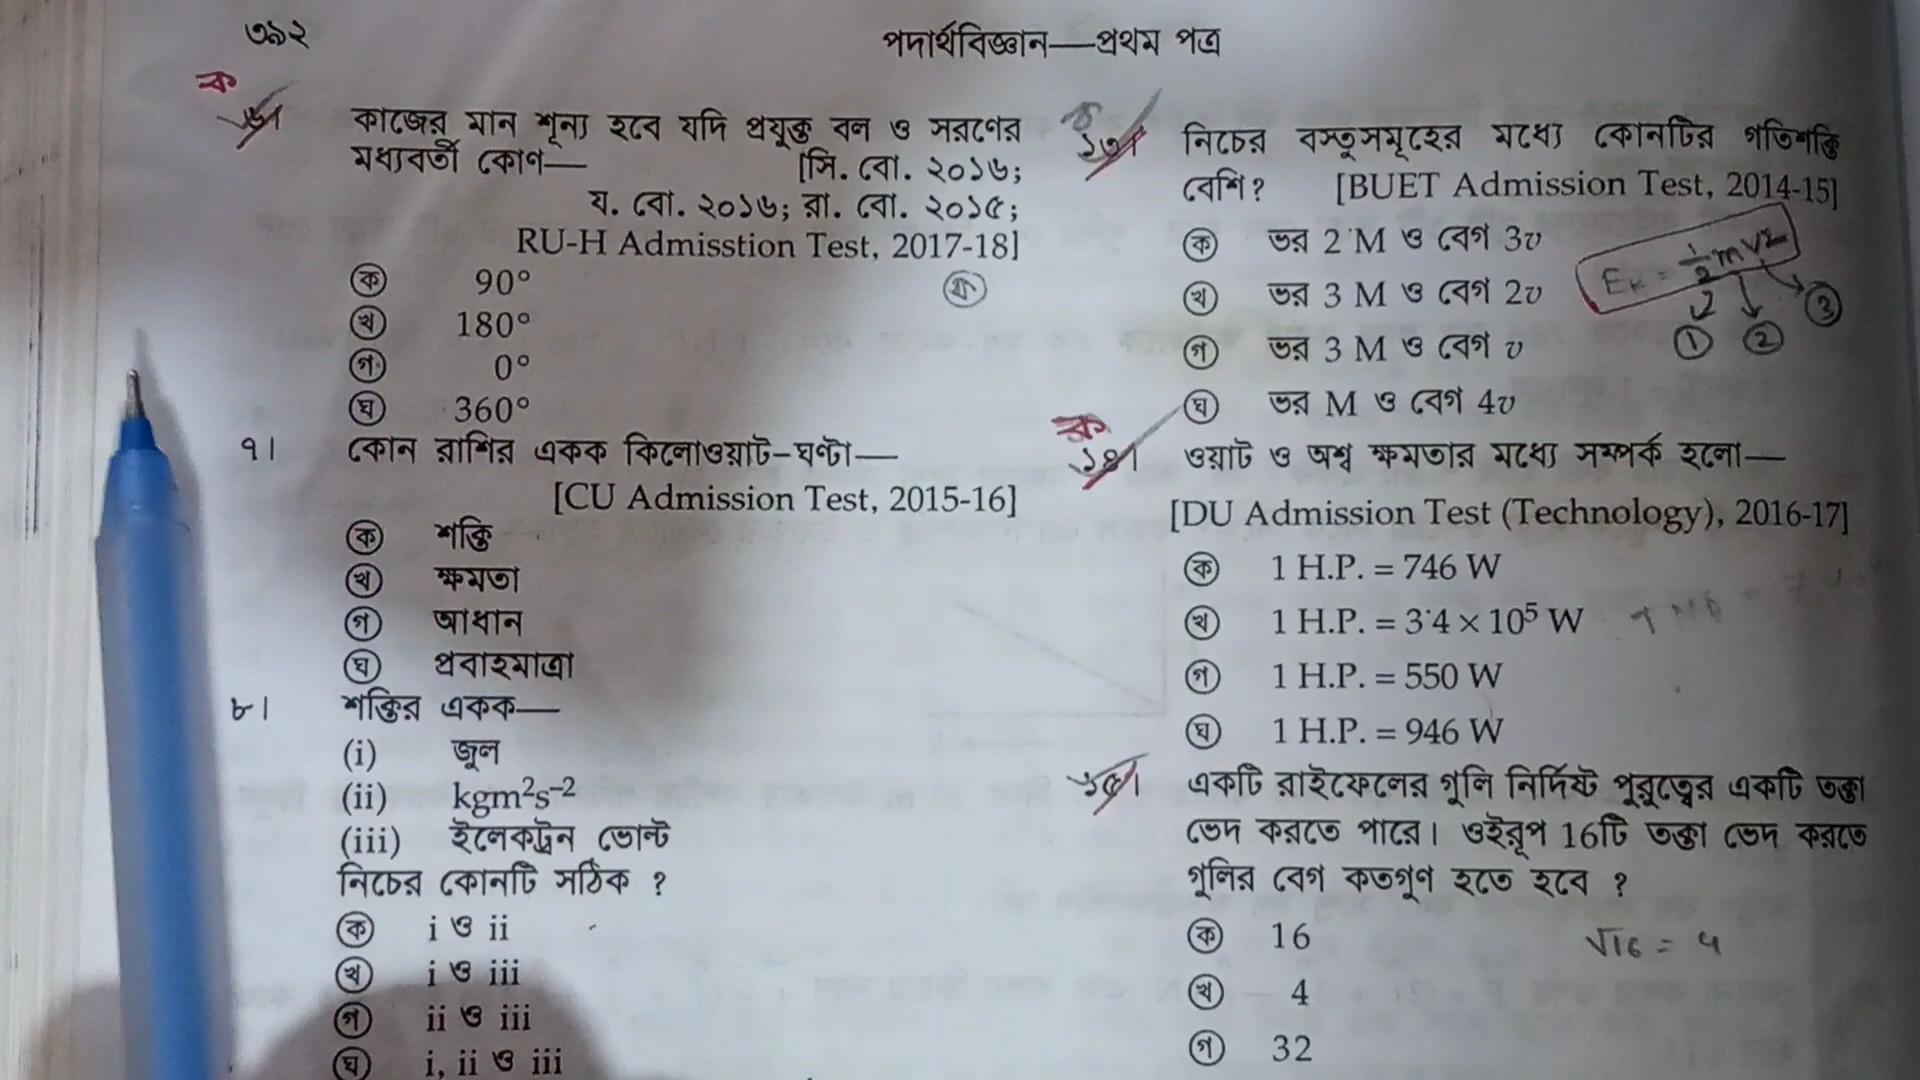 ৩৯২
পদার্থবিজ্ঞান—প্রথম পত্র
ক
৬।
কাজের মান শূন্য হবে যদি প্রযুক্ত বল ও সরণের
মধ্যবর্তী কোণ—
[সি. বো. ২০১৬;
য. বো. ২০১৬; রা. বো. ২০১৫;
RU-H Admisstion Test, 2017-18]
ক 90°
ক
খ 180°
গ 0°
ঘ 360°
৭। কোন রাশির একক কিলোওয়াট-ঘণ্টা—
[CU Admission Test, 2015-16]
ক শক্তি
খ ক্ষমতা
গ আধান
ঘ প্রবাহমাত্রা
৮। শক্তির একক—
(i) জুল
(ii) kgm²s⁻²
(iii) ইলেকট্রন ভোল্ট
নিচের কোনটি সঠিক ?
ক i ও ii
খ i ও iii
গ ii ও iii
ঘ i, ii ও iii
১৩। নিচের বস্তুসমূহের মধ্যে কোনটির গতিশক্তি
বেশি? [BUET Admission Test, 2014-15]
ক ভর 2 M ও বেগ 3v
Eₖ = ½mv²
খ ভর 3 M ও বেগ 2v
গ ভর 3 M ও বেগ v
① ② ③
ঘ ভর M ও বেগ 4v
ক
১৪। ওয়াট ও অশ্ব ক্ষমতার মধ্যে সম্পর্ক হলো—
[DU Admission Test (Technology), 2016-17]
ক 1 H.P. = 746 W
খ 1 H.P. = 3·4 × 10⁵ W
গ 1 H.P. = 550 W
ঘ 1 H.P. = 946 W
১৫। একটি রাইফেলের গুলি নির্দিষ্ট পুরুত্বের একটি তক্তা
ভেদ করতে পারে। ওইরূপ 16টি তক্তা ভেদ করতে
গুলির বেগ কতগুণ হতে হবে ?
ক 16
√16 = 4
খ 4
গ 32